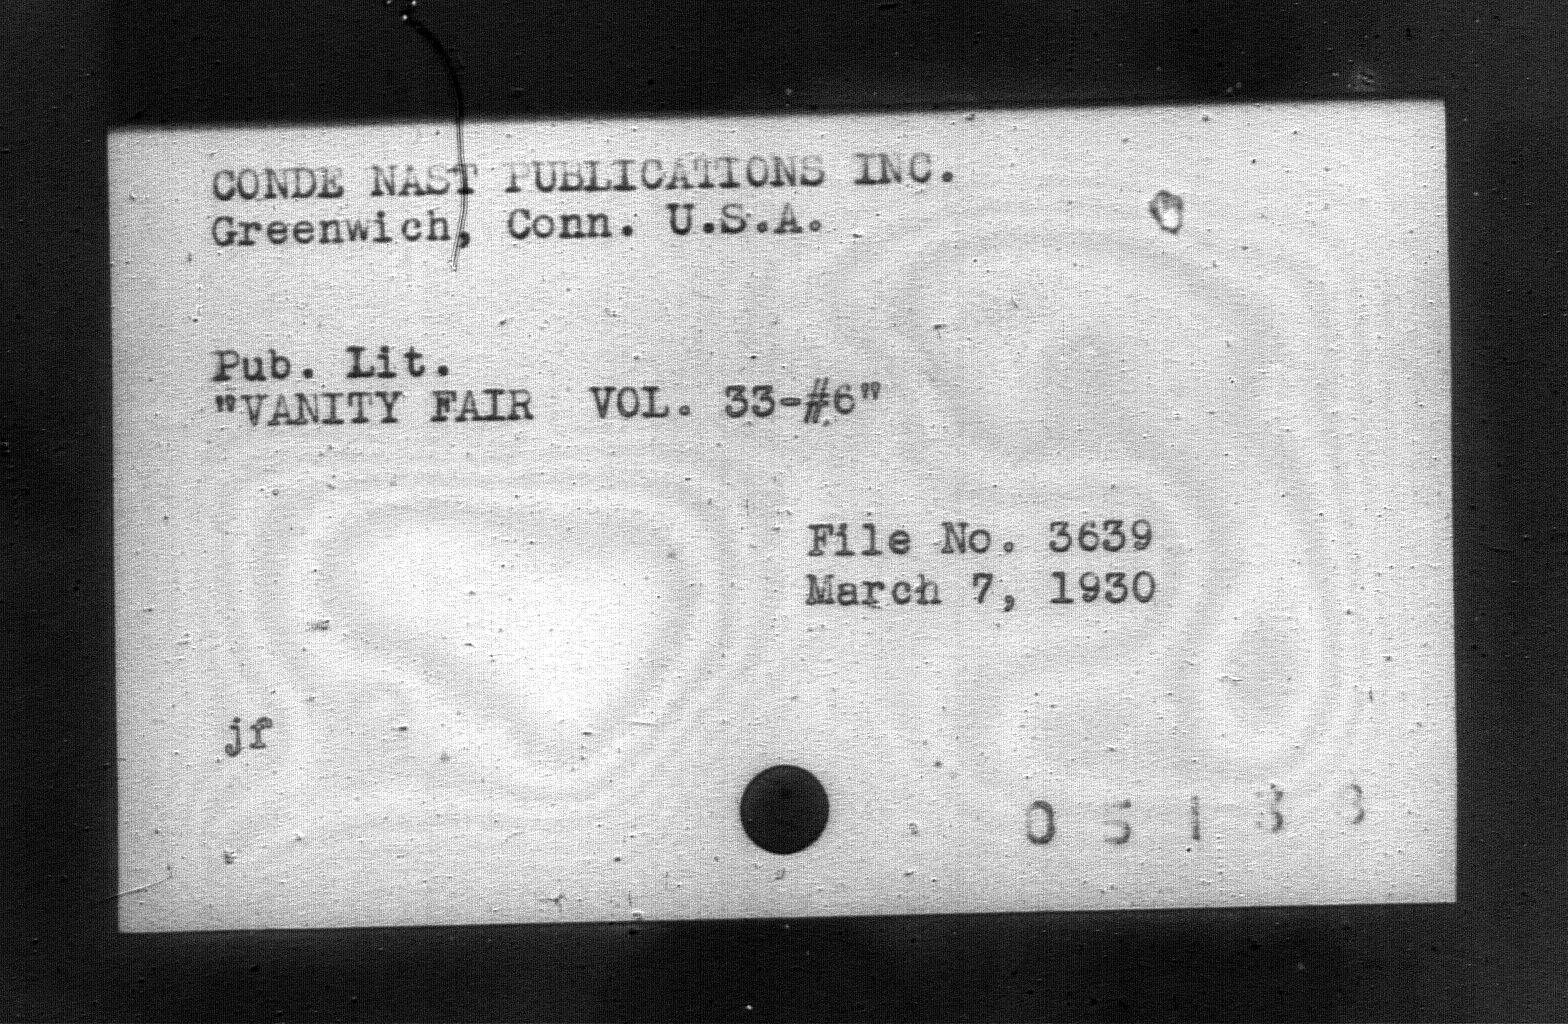 CONDE NAST PUBLICATIONS INC.
Greenwich, Conn. U.S.A.
Pub. Lit.
"VANITY FAIR VOL. 33-#6"
File No. 3639
March 7, 1930
jf
05133